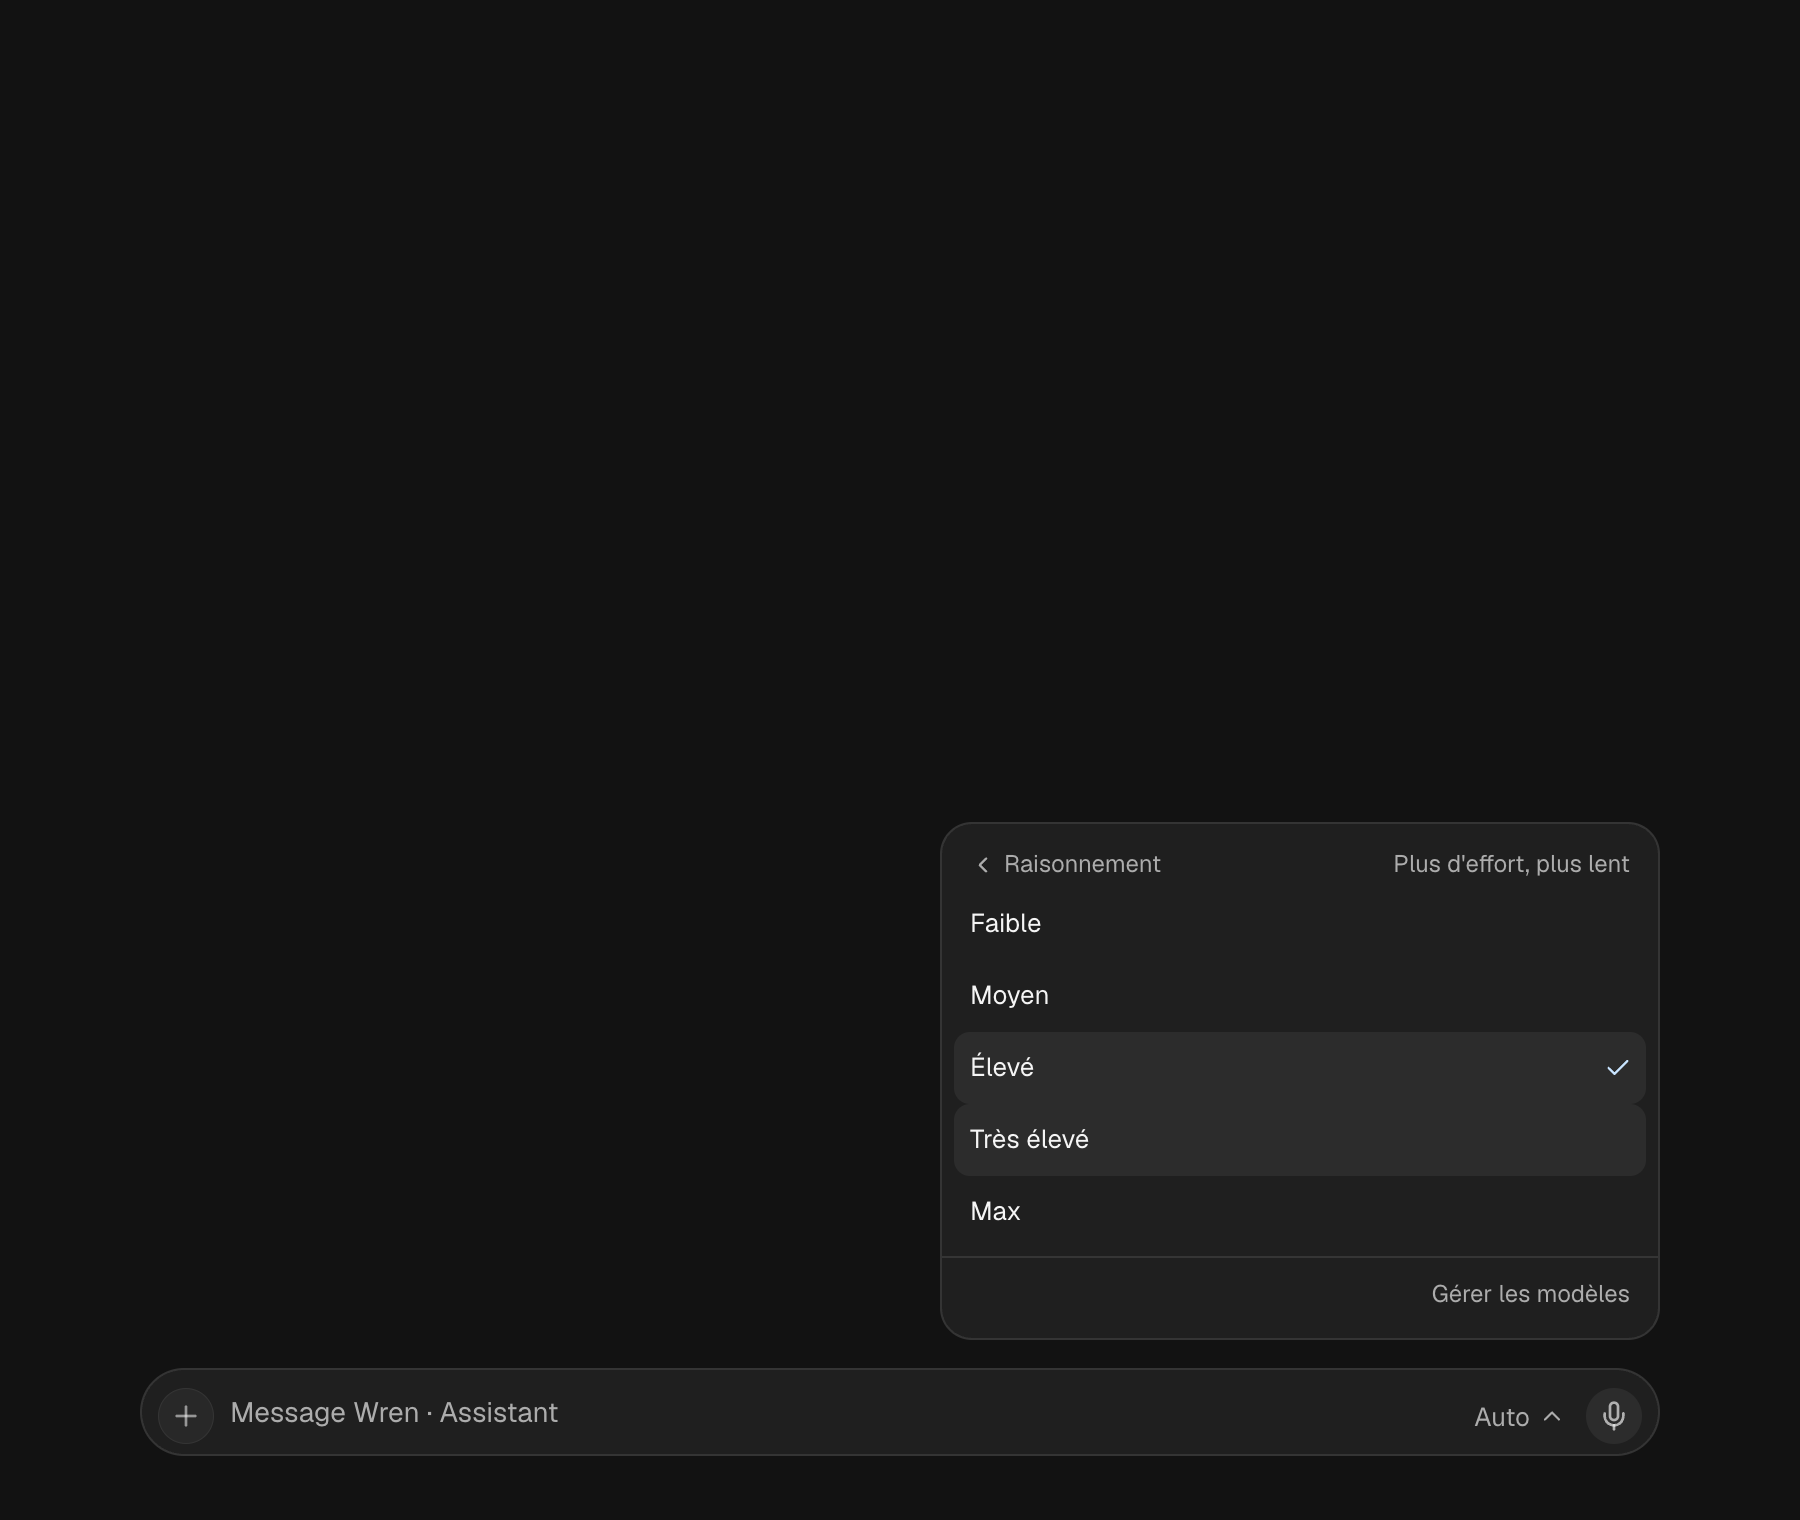 Raisonnement Plus d'effort, plus lent
Faible
Moyen
Élevé
Très élevé
Max
Gérer les modèles
Message Wren · Assistant Auto